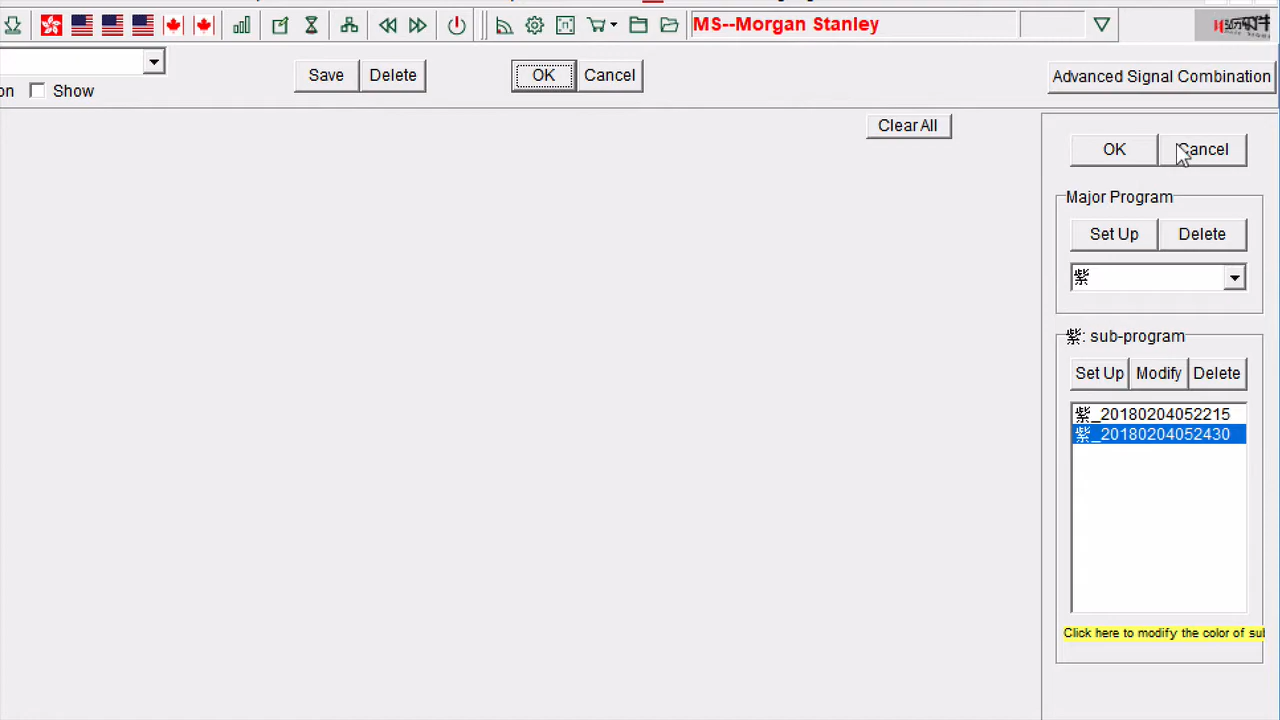 MS--Morgan Stanley
Save
Delete
OK
Cancel
Advanced Signal Combination
on
Show
Clear All
OK
Cancel
Major Program
Set Up
Delete
紫
紫: sub-program
Set Up
Modify
Delete
紫_20180204052215
紫_20180204052430
Click here to modify the color of su